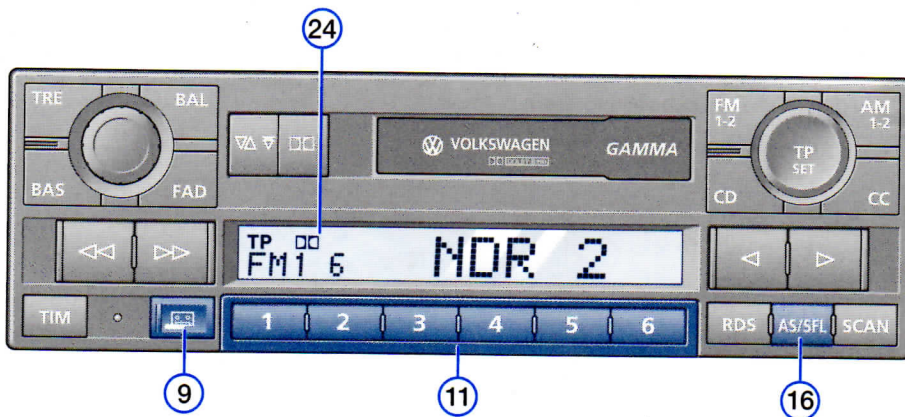 24
TRE BAL
BAS FAD
VOLKSWAGEN GAMMA
DOLBY
FM 1-2 AM 1-2
TP SET
CD CC
TP
FM1 6 NDR 2
TIM 1 2 3 4 5 6 RDS AS/SFL SCAN
9 11 16